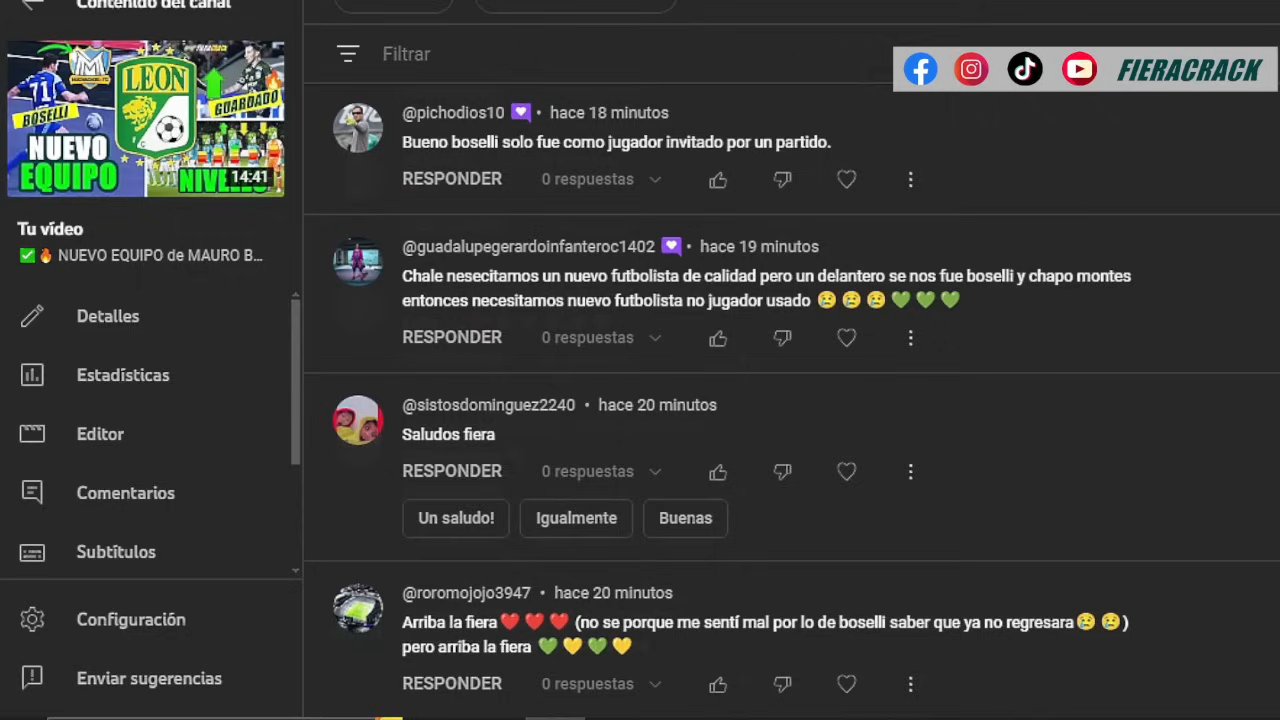 Contenido del canal
FIERACRACK
71
BOSELLI
LEON
GUARDADO
NUEVO
EQUIPO
14:41
Tu vídeo
✅🔥 NUEVO EQUIPO de MAURO B...
Detalles
Estadísticas
Editor
Comentarios
Subtítulos
Configuración
Enviar sugerencias
Filtrar
@pichodios10 💜 • hace 18 minutos
Bueno boselli solo fue como jugador invitado por un partido.
RESPONDER 0 respuestas
@guadalupegerardoinfanteroc1402 💜 • hace 19 minutos
Chale nesecitamos un nuevo futbolista de calidad pero un delantero se nos fue boselli y chapo montes
entonces necesitamos nuevo futbolista no jugador usado 😢😢😢💚💚💚
RESPONDER 0 respuestas
@sistosdominguez2240 • hace 20 minutos
Saludos fiera
RESPONDER 0 respuestas
Un saludo! Igualmente Buenas
@roromojojo3947 • hace 20 minutos
Arriba la fiera❤️❤️❤️ (no se porque me sentí mal por lo de boselli saber que ya no regresara😢😢)
pero arriba la fiera 💚💛💚💛
RESPONDER 0 respuestas